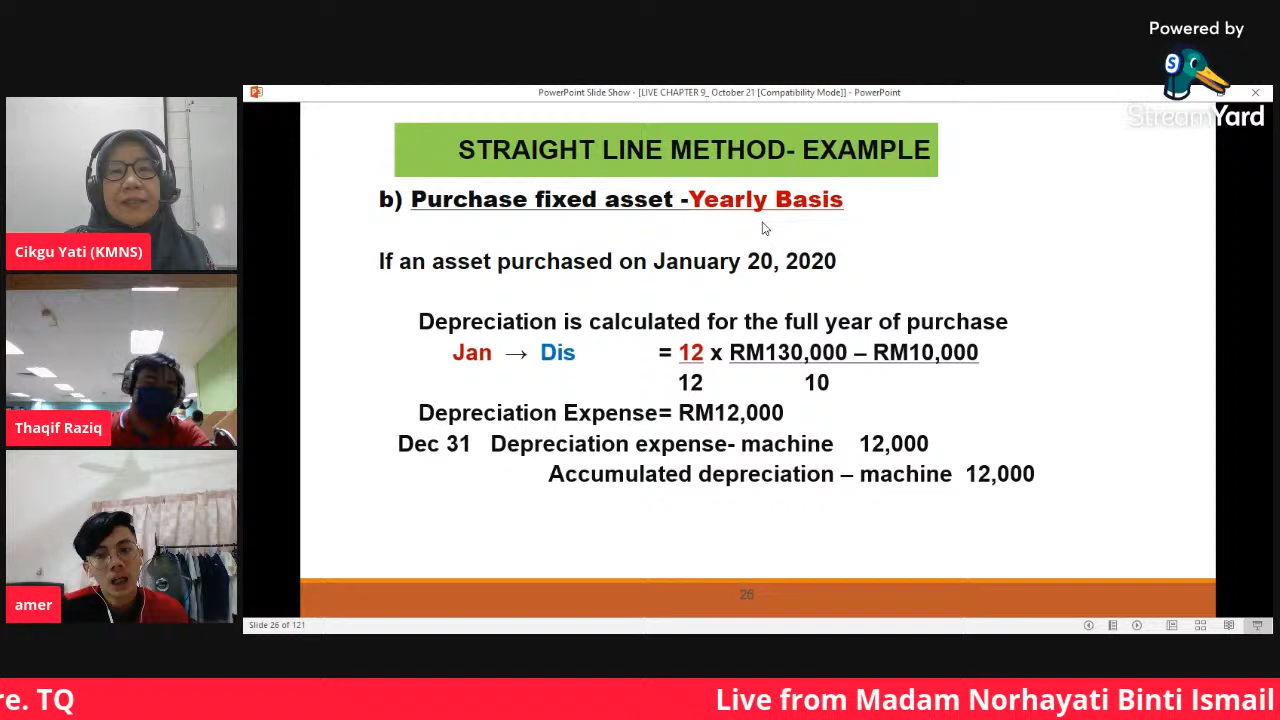 Powered by
StreamYard
PowerPoint Slide Show - [LIVE CHAPTER 9_ October 21 [Compatibility Mode]] - PowerPoint
STRAIGHT LINE METHOD- EXAMPLE
b) Purchase fixed asset -Yearly Basis
If an asset purchased on January 20, 2020
Depreciation is calculated for the full year of purchase
Jan → Dis = 12 x RM130,000 – RM10,000
12 10
Depreciation Expense= RM12,000
Dec 31 Depreciation expense- machine 12,000
Accumulated depreciation – machine 12,000
26
Slide 26 of 121
Cikgu Yati (KMNS)
Thaqif Raziq
amer
re. TQ Live from Madam Norhayati Binti Ismail